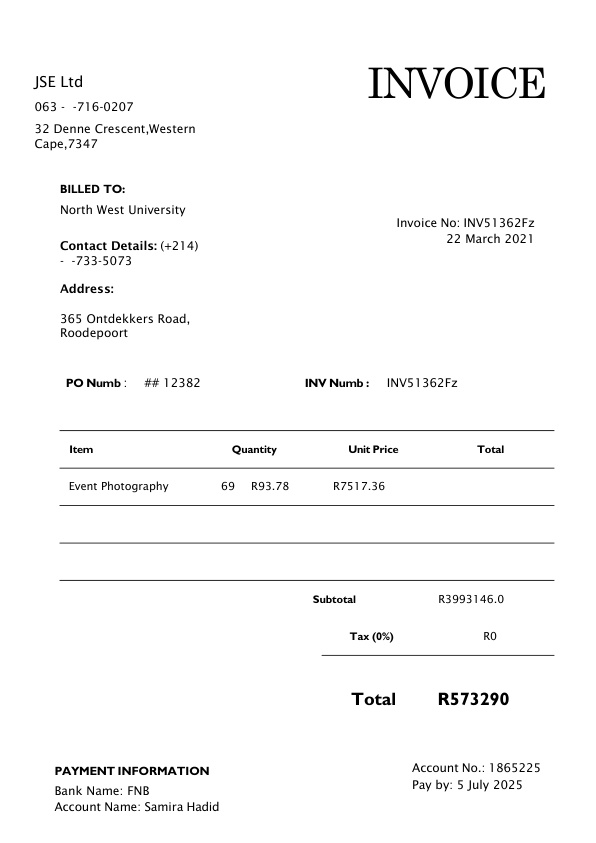 JSE Ltd
INVOICE
063 - -716-0207
32 Denne Crescent,Western
Cape,7347
BILLED TO:
North West University
Invoice No: INV51362Fz
22 March 2021
Contact Details: (+214)
- -733-5073
Address:
365 Ontdekkers Road,
Roodepoort
PO Numb : ## 12382 INV Numb : INV51362Fz
Item Quantity Unit Price Total
Event Photography 69 R93.78 R7517.36
Subtotal R3993146.0
Tax (0%) R0
Total R573290
PAYMENT INFORMATION
Bank Name: FNB
Account Name: Samira Hadid
Account No.: 1865225
Pay by: 5 July 2025